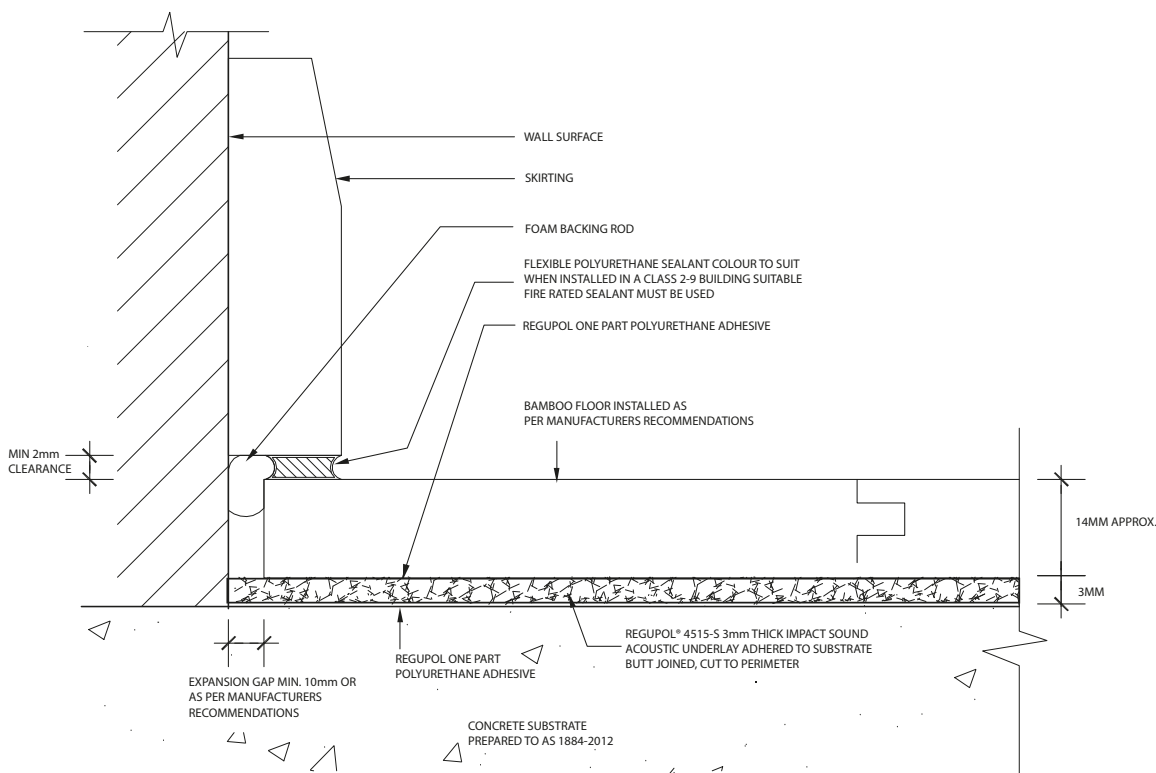 WALL SURFACE
SKIRTING
FOAM BACKING ROD
FLEXIBLE POLYURETHANE SEALANT COLOUR TO SUIT
WHEN INSTALLED IN A CLASS 2-9 BUILDING SUITABLE
FIRE RATED SEALANT MUST BE USED
REGUPOL ONE PART POLYURETHANE ADHESIVE
BAMBOO FLOOR INSTALLED AS
PER MANUFACTURERS RECOMMENDATIONS
MIN 2mm
CLEARANCE
14MM APPROX.
3MM
REGUPOL® 4515-S 3mm THICK IMPACT SOUND
ACOUSTIC UNDERLAY ADHERED TO SUBSTRATE
BUTT JOINED, CUT TO PERIMETER
REGUPOL ONE PART
POLYURETHANE ADHESIVE
EXPANSION GAP MIN. 10mm OR
AS PER MANUFACTURERS
RECOMMENDATIONS
CONCRETE SUBSTRATE
PREPARED TO AS 1884-2012